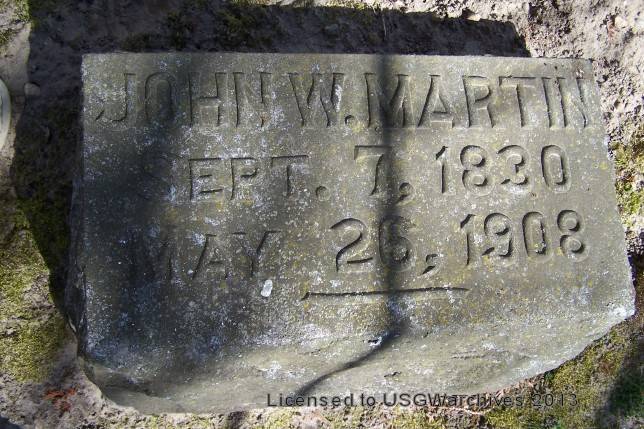 JOHN W. MARTIN
SEPT. 7, 1830
MAY 26, 1908
Licensed to USGWarchives - 2013